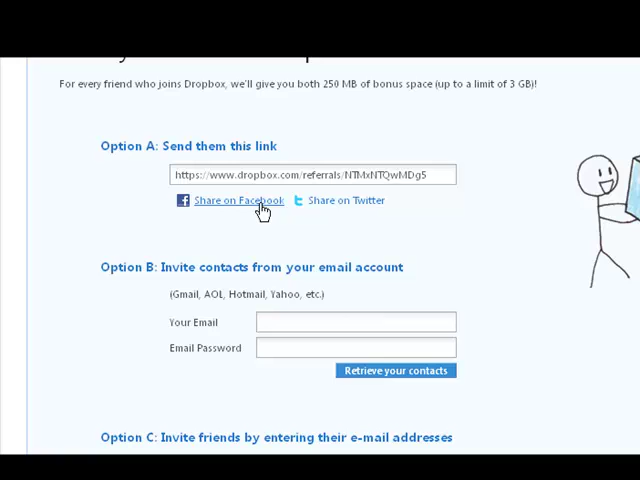 For every friend who joins Dropbox, we'll give you both 250 MB of bonus space (up to a limit of 3 GB)!
Option A: Send them this link
https://www.dropbox.com/referrals/NTMxNTQwMDg5
Share on Facebook Share on Twitter
Option B: Invite contacts from your email account
(Gmail, AOL, Hotmail, Yahoo, etc.)
Your Email
Email Password
Retrieve your contacts
Option C: Invite friends by entering their e-mail addresses